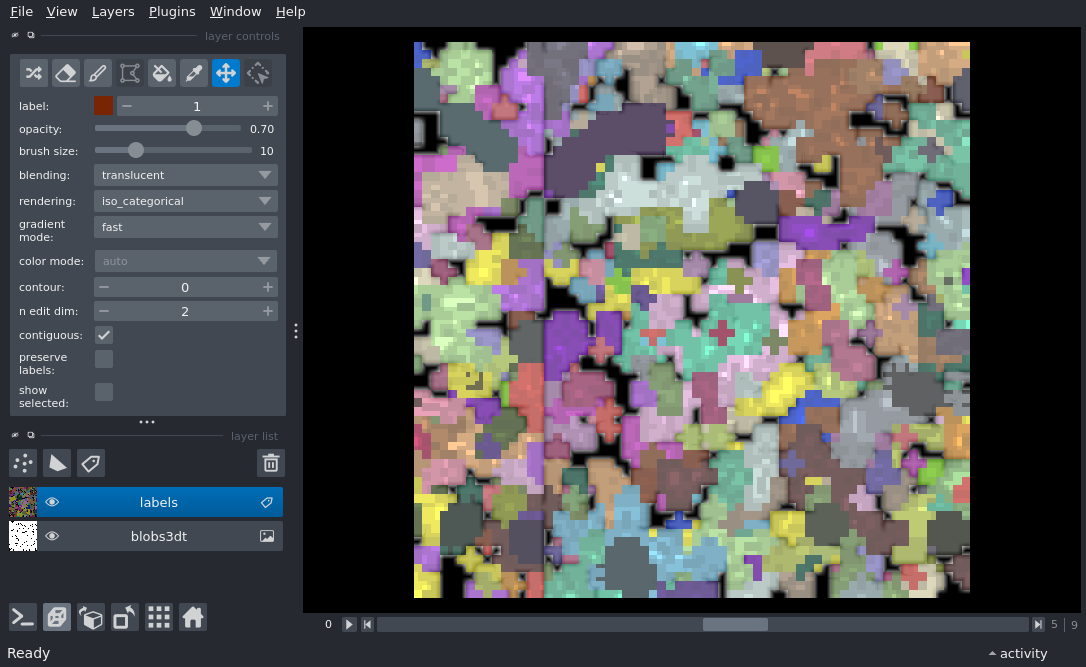 File View Layers Plugins Window Help
layer controls
label: 1
opacity: 0.70
brush size: 10
blending: translucent
rendering: iso_categorical
gradient
mode: fast
color mode: auto
contour: 0
n edit dim: 2
contiguous:
preserve
labels:
show
selected:
layer list
labels
blobs3dt
0 5 9
Ready activity